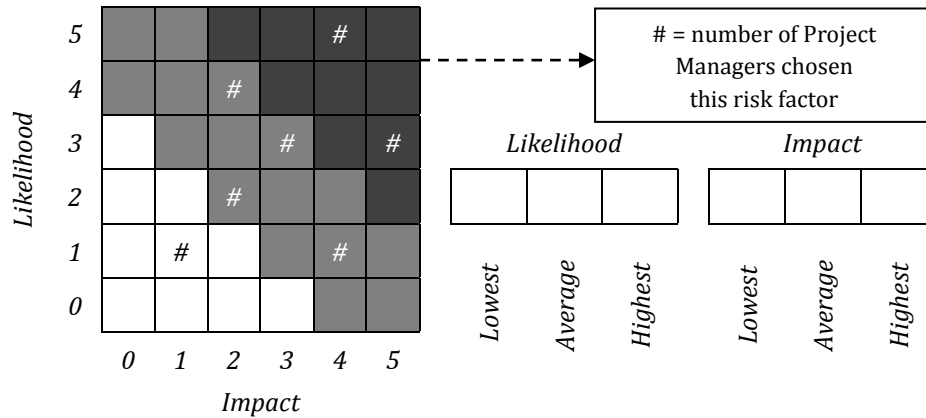 5 #
# = number of Project
Managers chosen
this risk factor
4 #
3 # #
Likelihood
Likelihood Impact
2 #
1 # #
0
Lowest Average Highest Lowest Average Highest
0 1 2 3 4 5
Impact